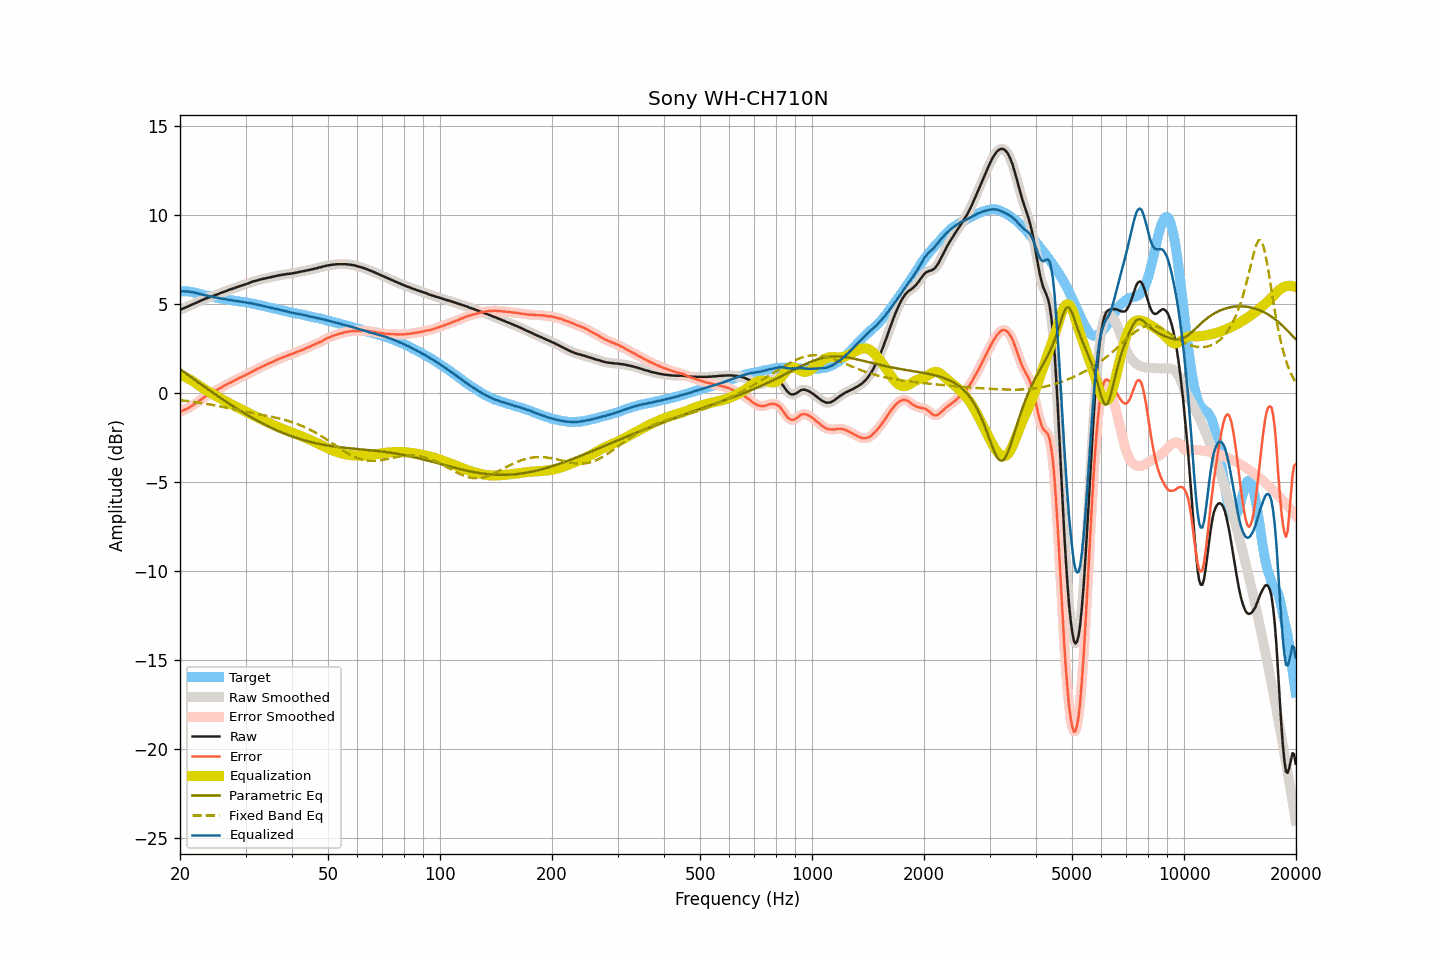 Sony WH-CH710N
15
10
5
0
−5
−10
−15
−20
−25
Amplitude (dBr)
Target
Raw Smoothed
Error Smoothed
Raw
Error
Equalization
Parametric Eq
Fixed Band Eq
Equalized
20 50 100 200 500 1000 2000 5000 10000 20000
Frequency (Hz)